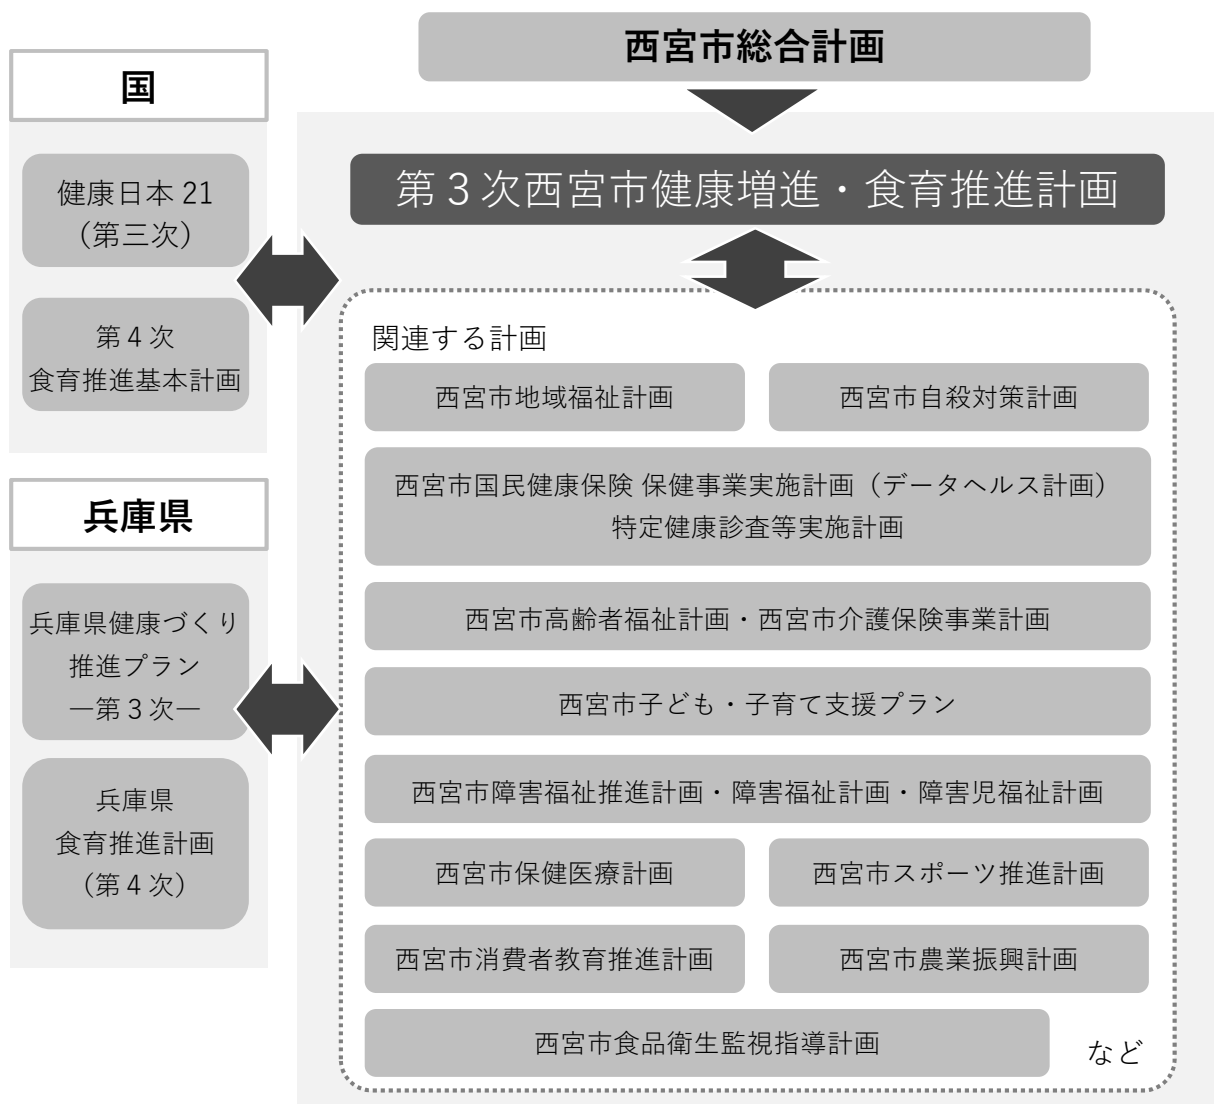 西宮市総合計画
国
健康日本 21
(第三次)
第４次
食育推進基本計画
兵庫県
兵庫県健康づくり
推進プラン
―第３次―
兵庫県
食育推進計画
(第４次)
第３次西宮市健康増進・食育推進計画
関連する計画
西宮市地域福祉計画
西宮市自殺対策計画
西宮市国民健康保険 保健事業実施計画（データヘルス計画）
特定健康診査等実施計画
西宮市高齢者福祉計画・西宮市介護保険事業計画
西宮市子ども・子育て支援プラン
西宮市障害福祉推進計画・障害福祉計画・障害児福祉計画
西宮市保健医療計画
西宮市スポーツ推進計画
西宮市消費者教育推進計画
西宮市農業振興計画
西宮市食品衛生監視指導計画
など